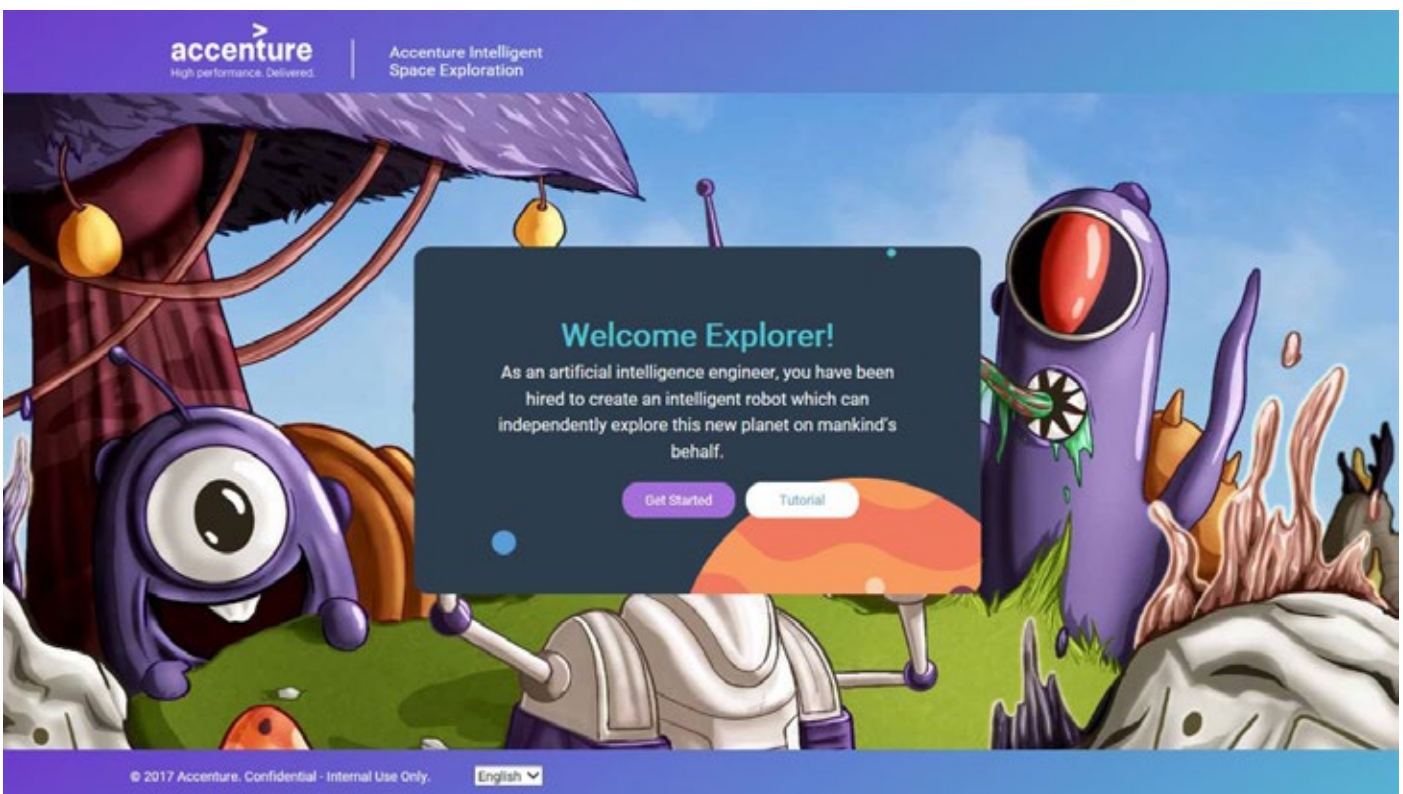 accenture
High performance. Delivered.
Accenture Intelligent
Space Exploration
Welcome Explorer!
As an artificial intelligence engineer, you have been
hired to create an intelligent robot which can
independently explore this new planet on mankind's
behalf.
Get Started
Tutorial
© 2017 Accenture. Confidential - Internal Use Only.
English